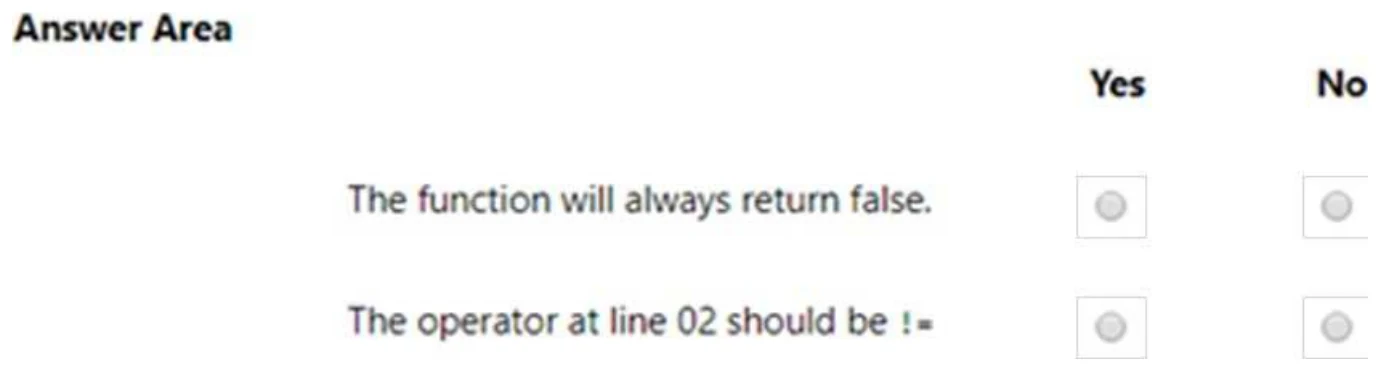 Answer Area
Yes No
The function will always return false.
The operator at line 02 should be !=